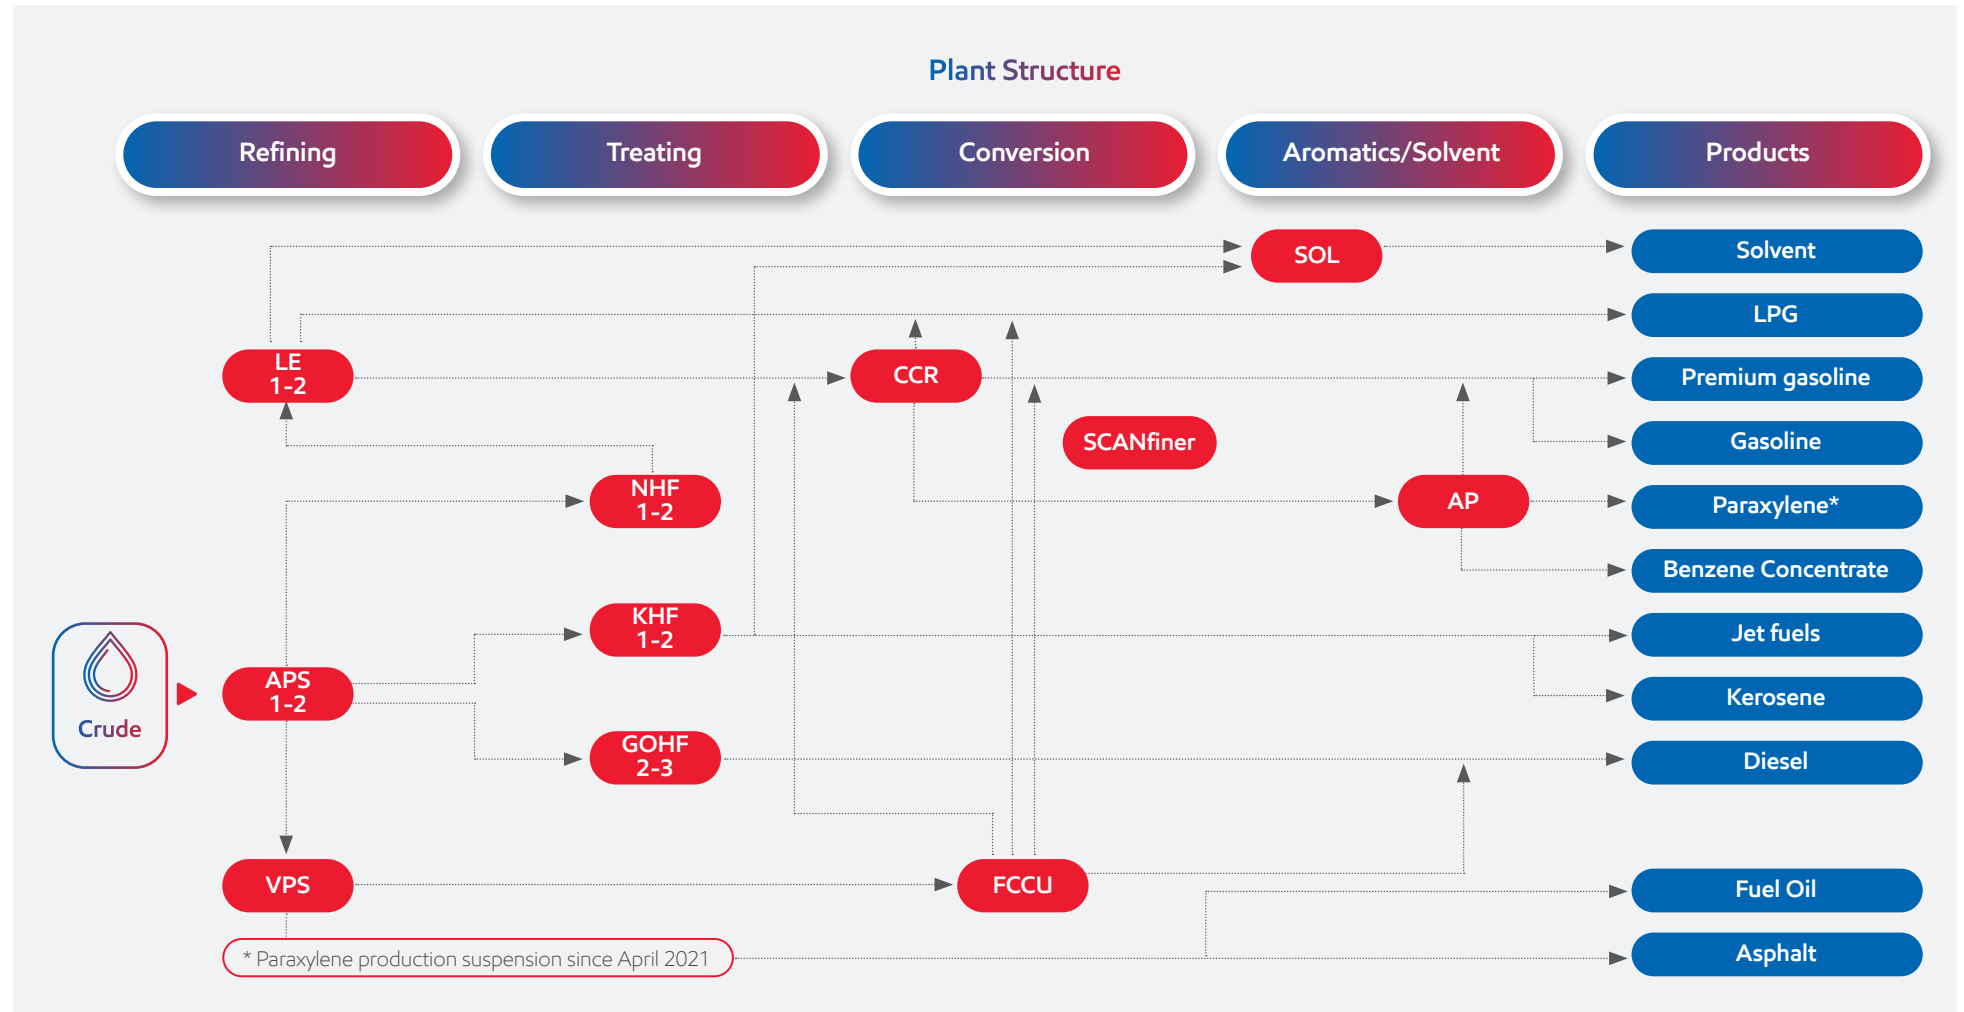 Plant Structure
Refining
Treating
Conversion
Aromatics/Solvent
Products
SOL
Solvent
LPG
LE
1-2
CCR
Premium gasoline
SCANfiner
Gasoline
NHF
1-2
AP
Paraxylene*
Benzene Concentrate
KHF
1-2
Jet fuels
Crude
APS
1-2
Kerosene
GOHF
2-3
Diesel
VPS
FCCU
Fuel Oil
* Paraxylene production suspension since April 2021
Asphalt